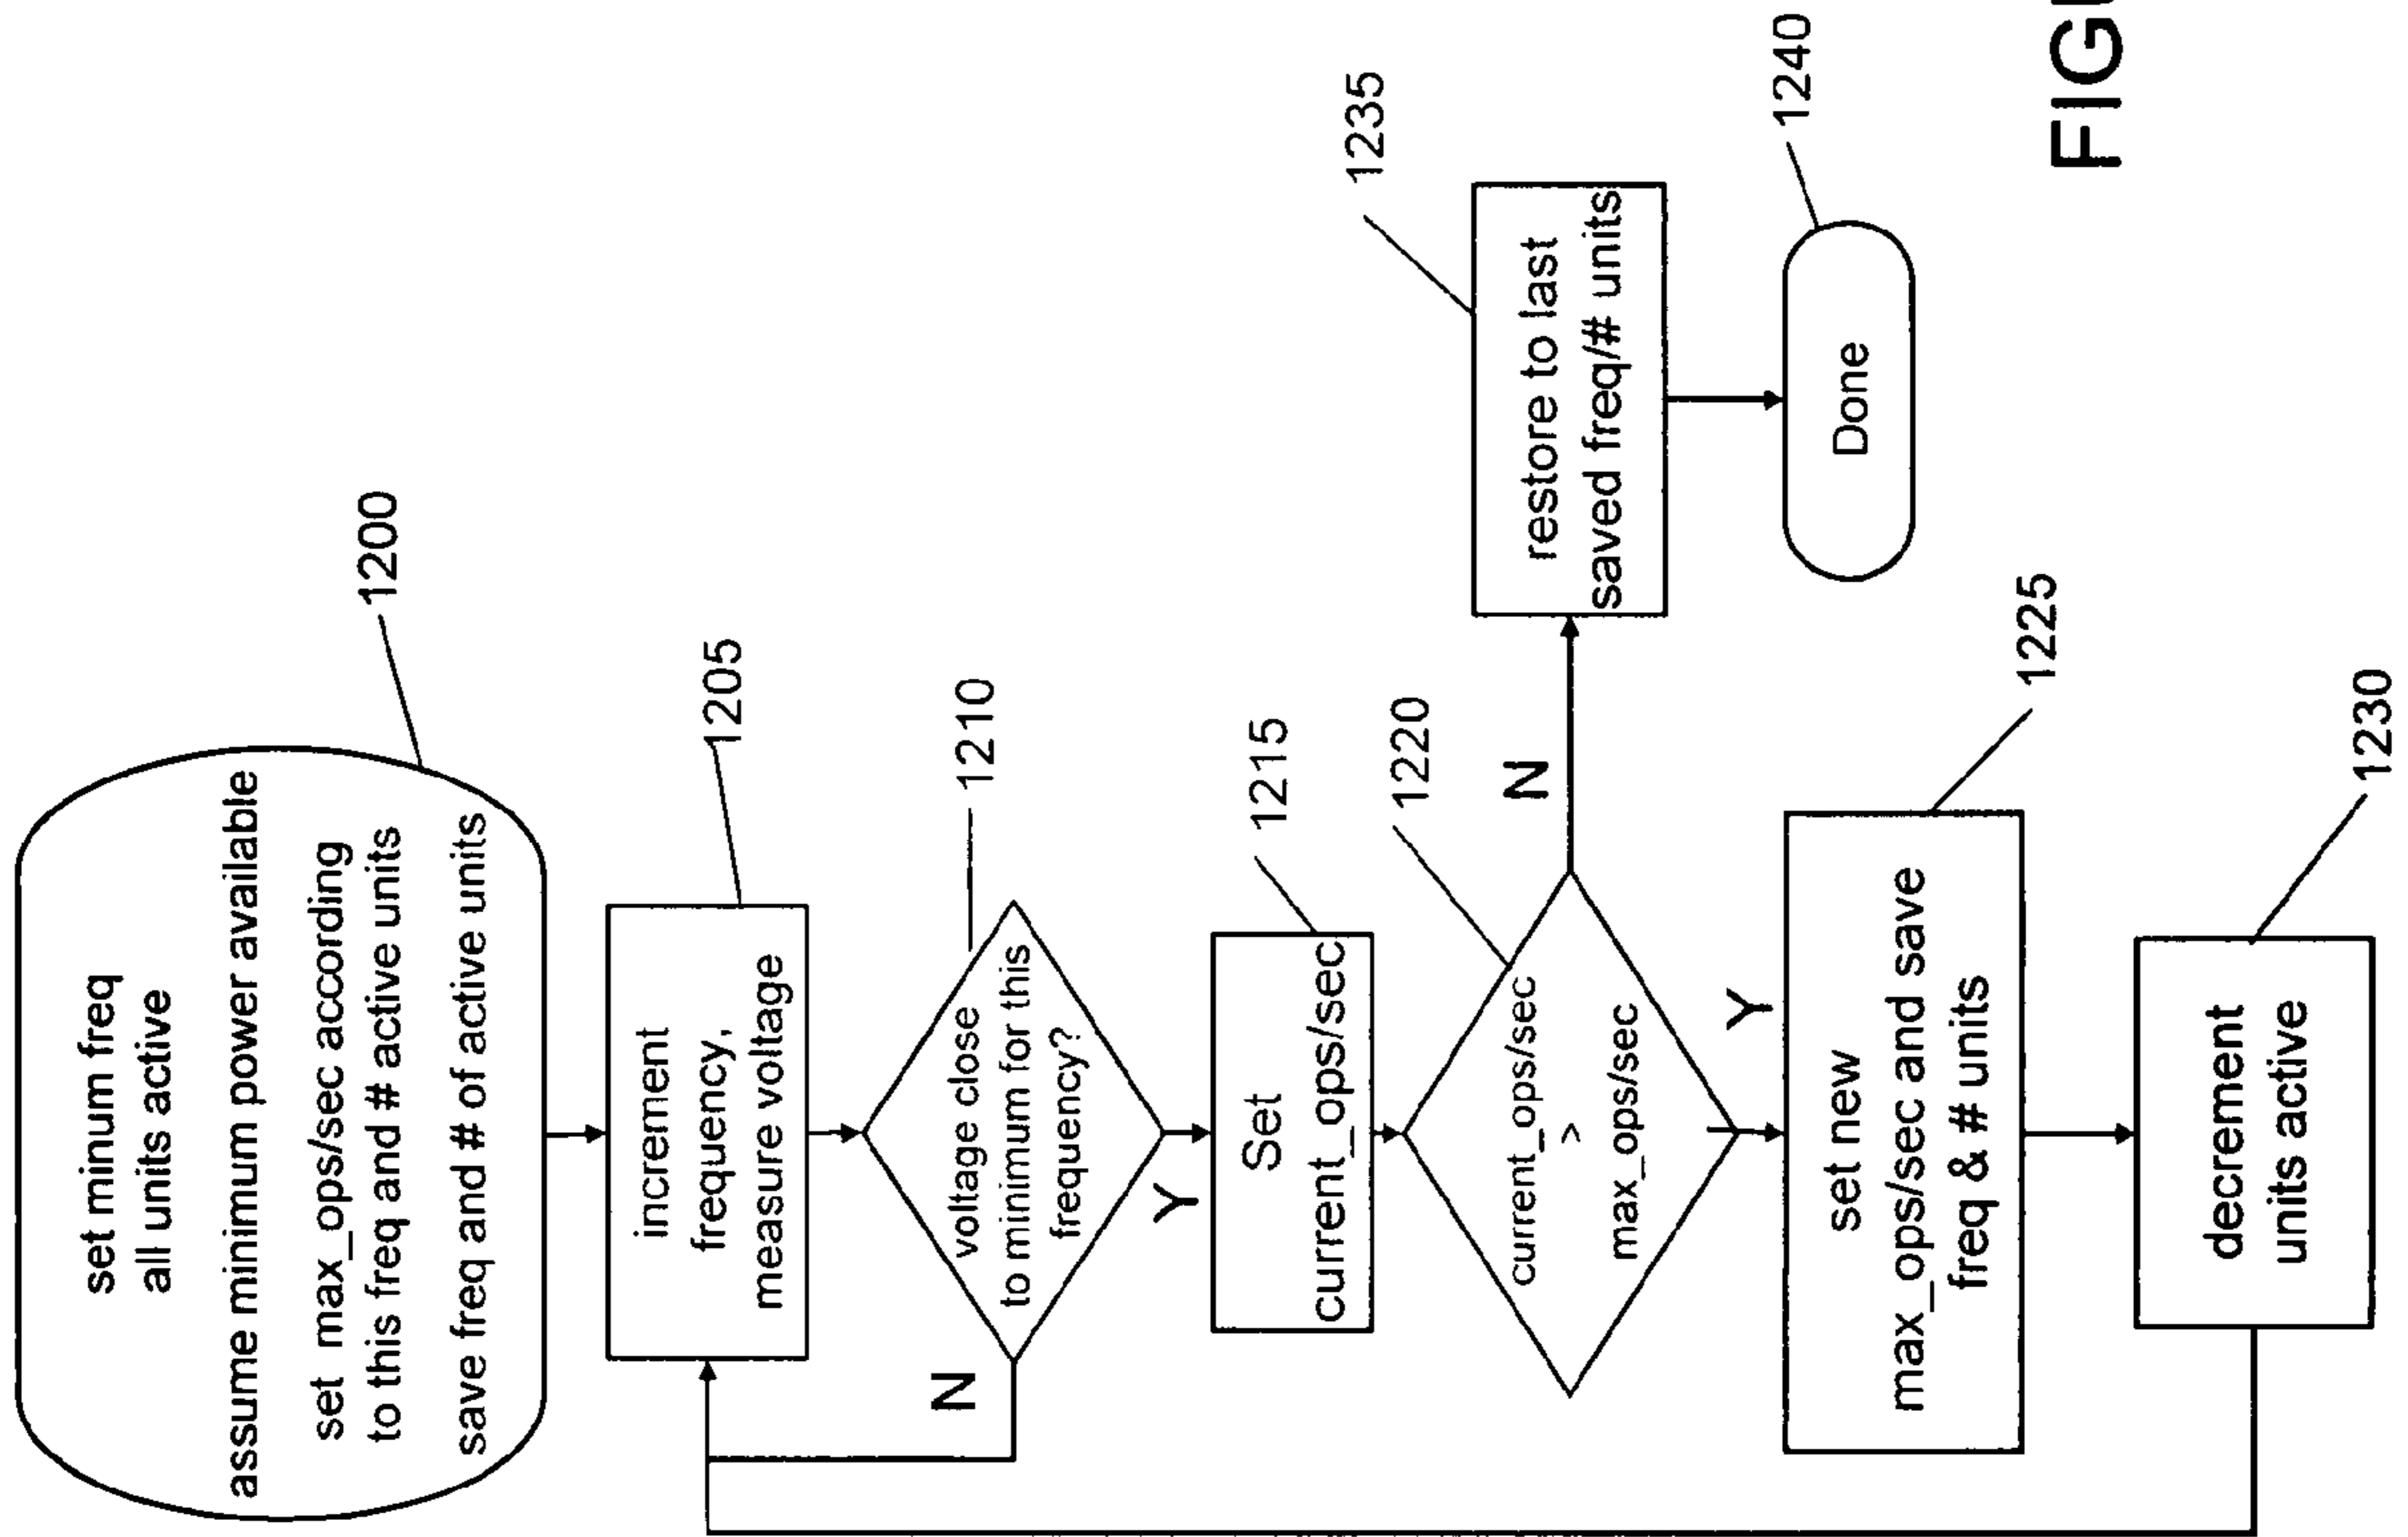 set minimum freq
all units active
assume minimum power available
set max_ops/sec according
to this freq and # active units
save freq and # of active units
1200
increment
frequency,
measure voltage
1205
voltage close
to minimum for this
frequency?
1210
N
Y
Set
current_ops/sec
1215
current_ops/sec
>
max_ops/sec
1220
N
Y
restore to last
saved freq/# units
1235
Done
1240
set new
max_ops/sec and save
freq & # units
1225
decrement
units active
1230